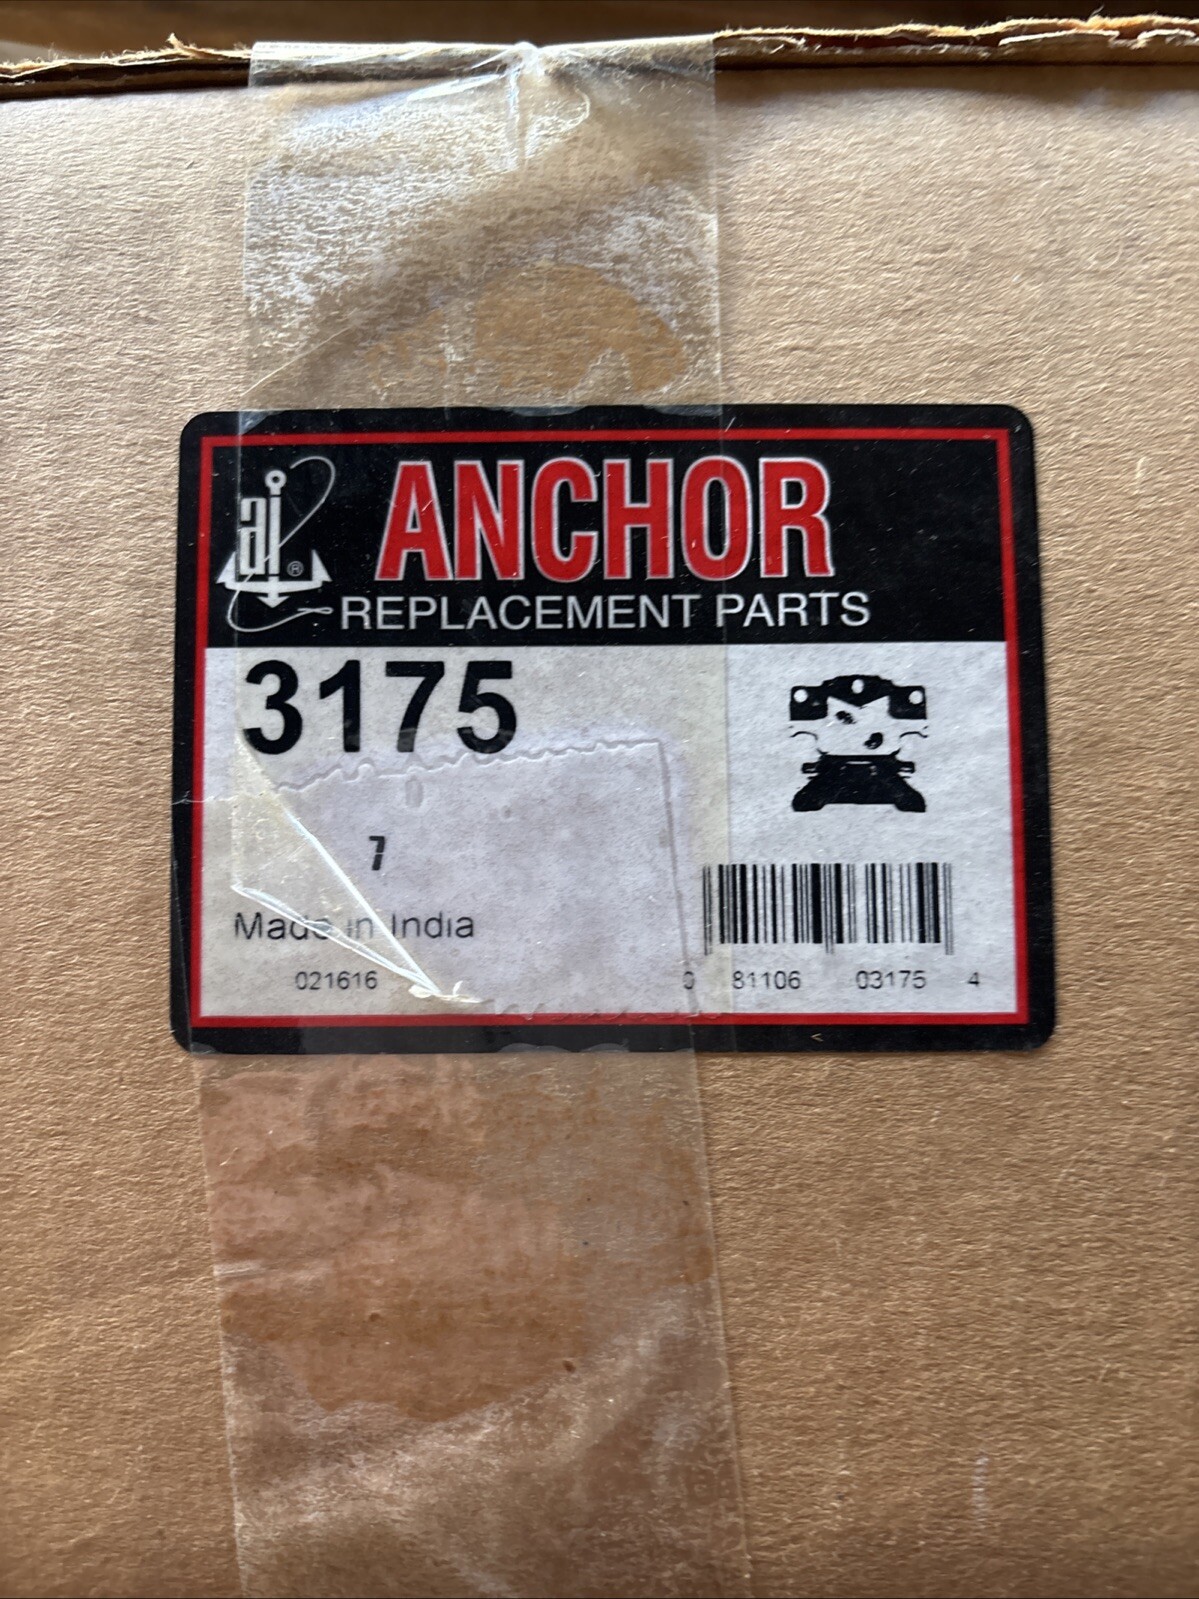 ai ®
ANCHOR
REPLACEMENT PARTS
3175
7
Made in India
021616
0 81106 03175 4